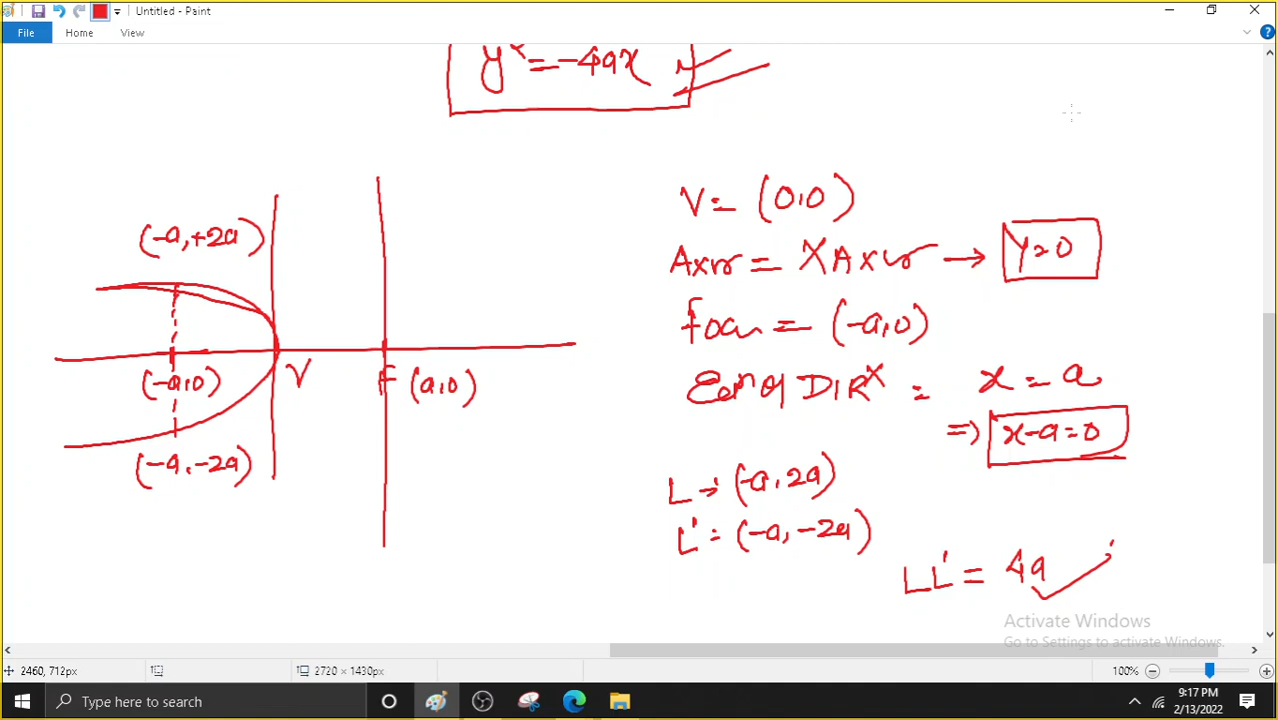 Untitled - Paint
File Home View
y² = -4ax
V = (0,0)
Axis = X Axis → y=0
(-a,+2a)
Focus = (-a,0)
Eqn of DIRX = x = a
(-a,0) V F (a,0)
⇒ x-a=0
(-a,-2a)
L → (-a, 2a)
L' = (-a, -2a)
LL' = 4a
Activate Windows
Go to Settings to activate Windows.
2460, 712px 2720 × 1430px 100%
Type here to search
9:17 PM
2/13/2022